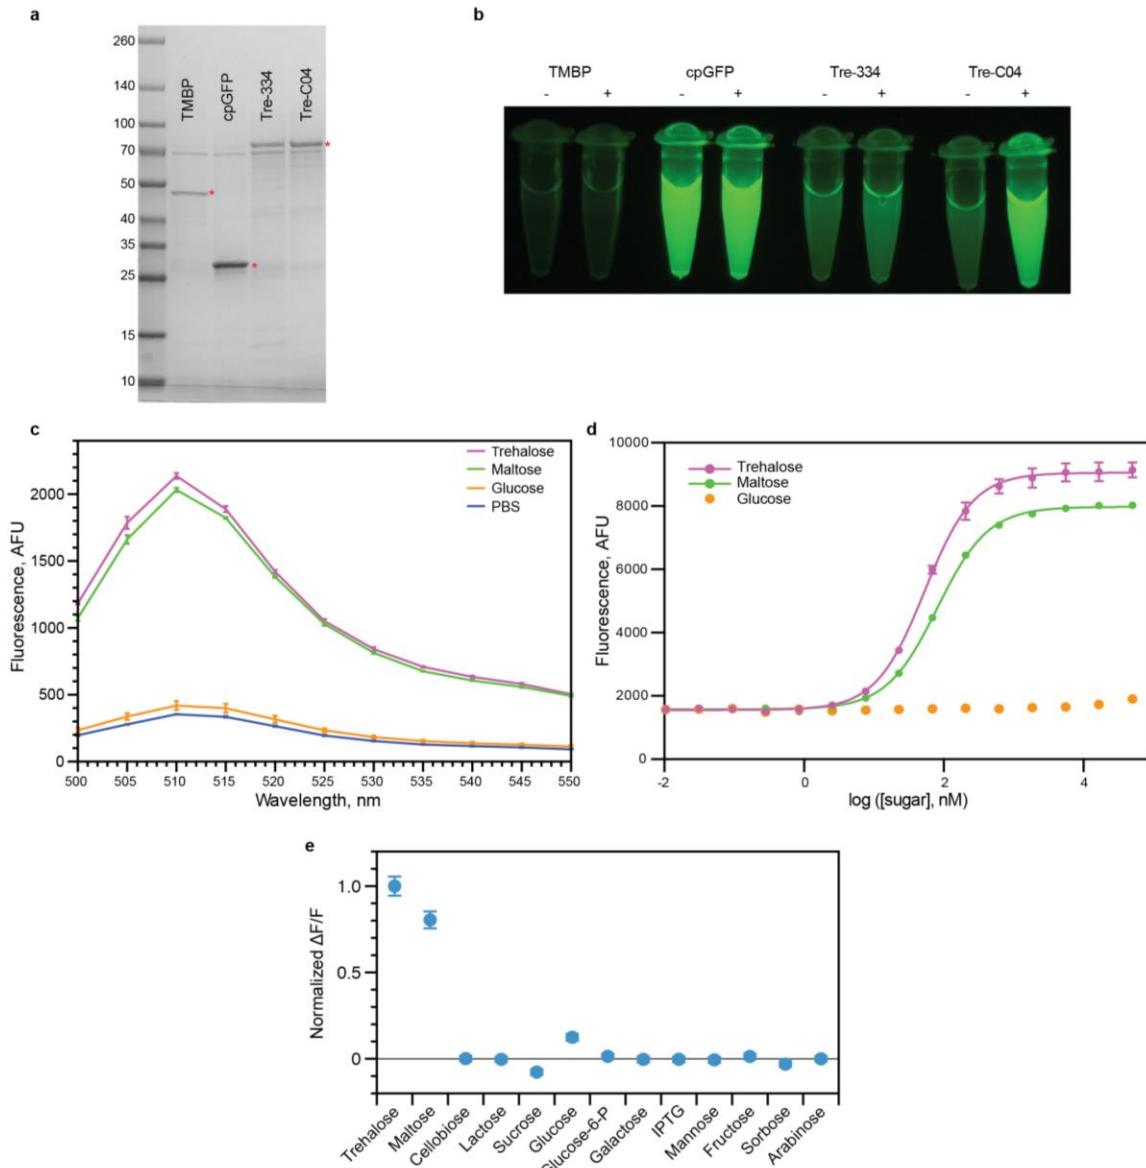 a
260
140
100
70
50
40
35
25
15
10
TMBP
cpGFP
Tre-334
Tre-C04
*
*
*
b
TMBP cpGFP Tre-334 Tre-C04
- + - + - + - +
c
Fluorescence, AFU
2000
1500
1000
500
0
500 505 510 515 520 525 530 535 540 545 550
Wavelength, nm
Trehalose
Maltose
Glucose
PBS
d
Fluorescence, AFU
10000
8000
6000
4000
2000
0
-2 0 2 4
log ([sugar], nM)
Trehalose
Maltose
Glucose
e
Normalized ΔF/F
1.0
0.5
0
Trehalose
Maltose
Cellobiose
Lactose
Sucrose
Glucose
Glucose-6-P
Galactose
IPTG
Mannose
Fructose
Sorbose
Arabinose